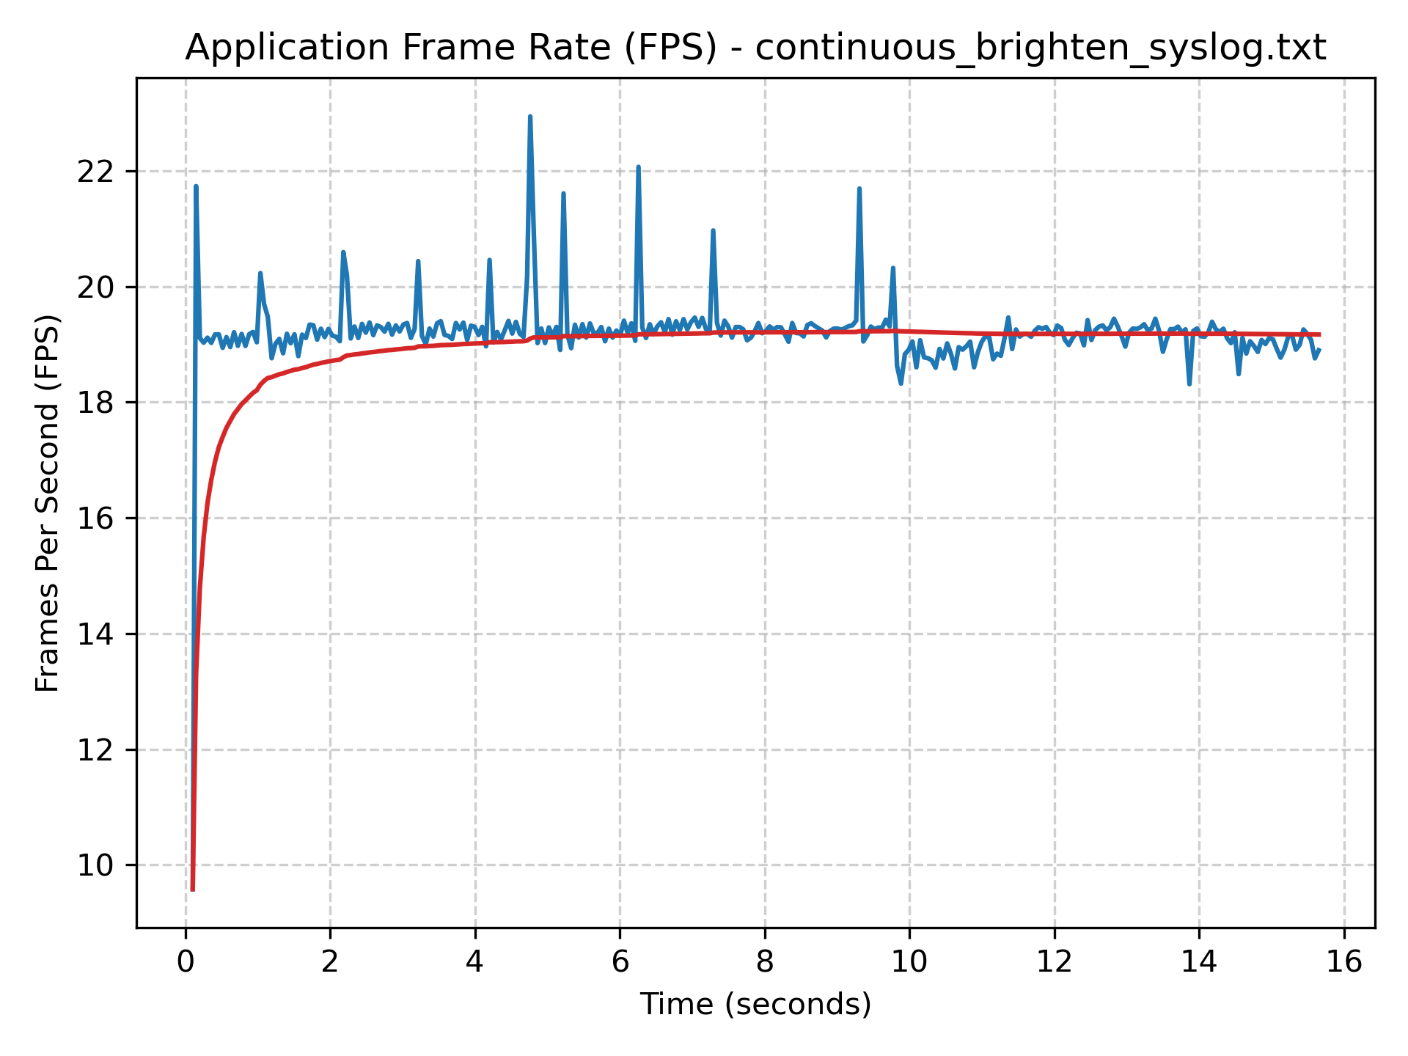 Application Frame Rate (FPS) - continuous_brighten_syslog.txt
Frames Per Second (FPS)
22
20
18
16
14
12
10
0 2 4 6 8 10 12 14 16
Time (seconds)